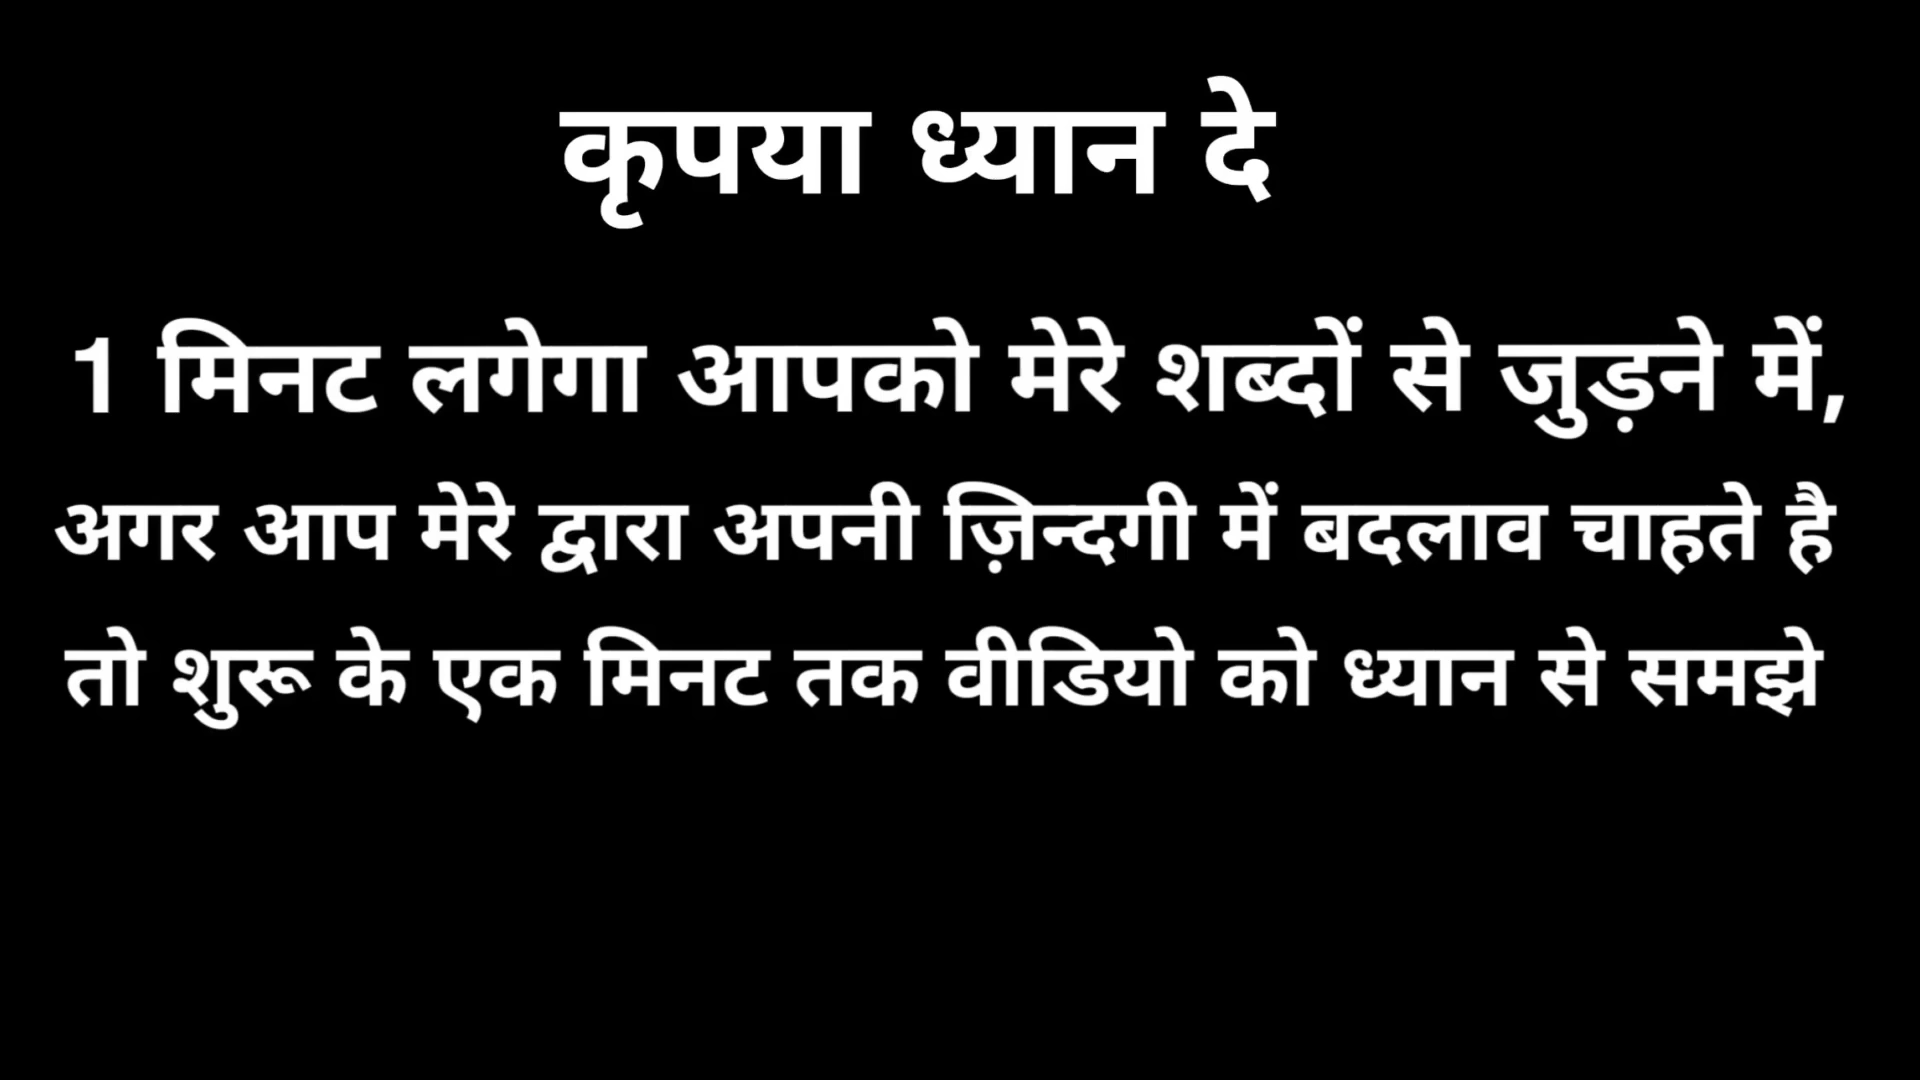 कृपया ध्यान दे
1 मिनट लगेगा आपको मेरे शब्दों से जुड़ने में,
अगर आप मेरे द्वारा अपनी ज़िन्दगी में बदलाव चाहते है
तो शुरू के एक मिनट तक वीडियो को ध्यान से समझे